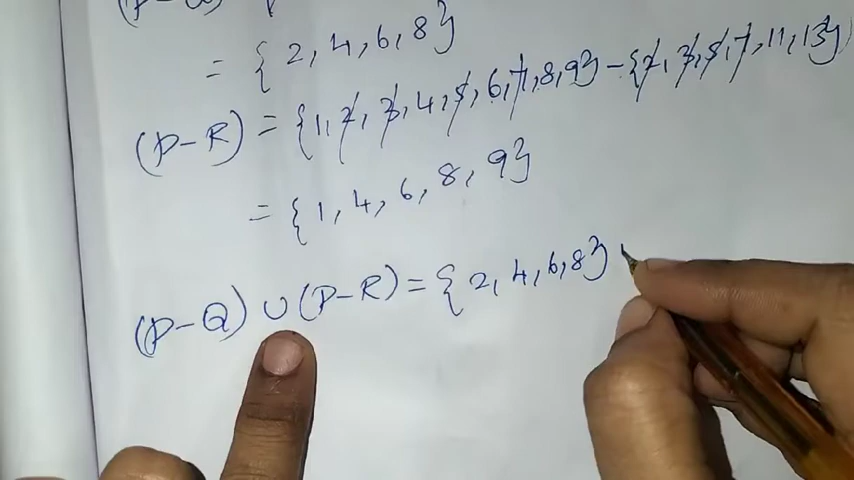 (P-Q)
= {2, 4, 6, 8}
(P-R) = {1, 2, 3, 4, 5, 6, 7, 8, 9} - {2, 3, 5, 7, 11, 13}
= {1, 4, 6, 8, 9}
(P-Q) ∪ (P-R) = {2, 4, 6, 8}